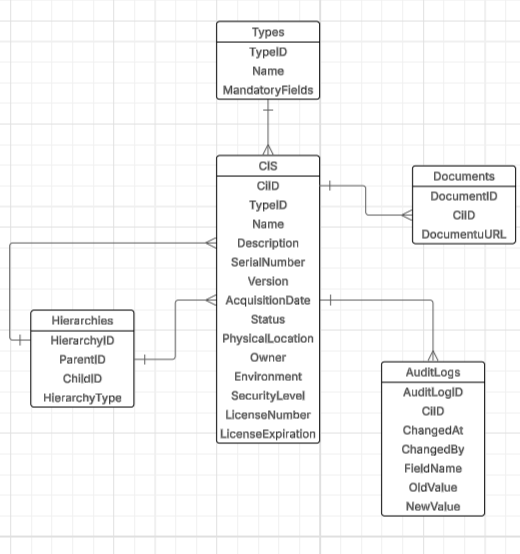 Types
TypeID
Name
MandatoryFields
CIS
CiID
TypeID
Name
Description
SerialNumber
Version
AcquisitionDate
Status
PhysicalLocation
Owner
Environment
SecurityLevel
LicenseNumber
LicenseExpiration
Documents
DocumentID
CiID
DocumentuURL
Hierarchies
HierarchyID
ParentID
ChildID
HierarchyType
AuditLogs
AuditLogID
CiID
ChangedAt
ChangedBy
FieldName
OldValue
NewValue